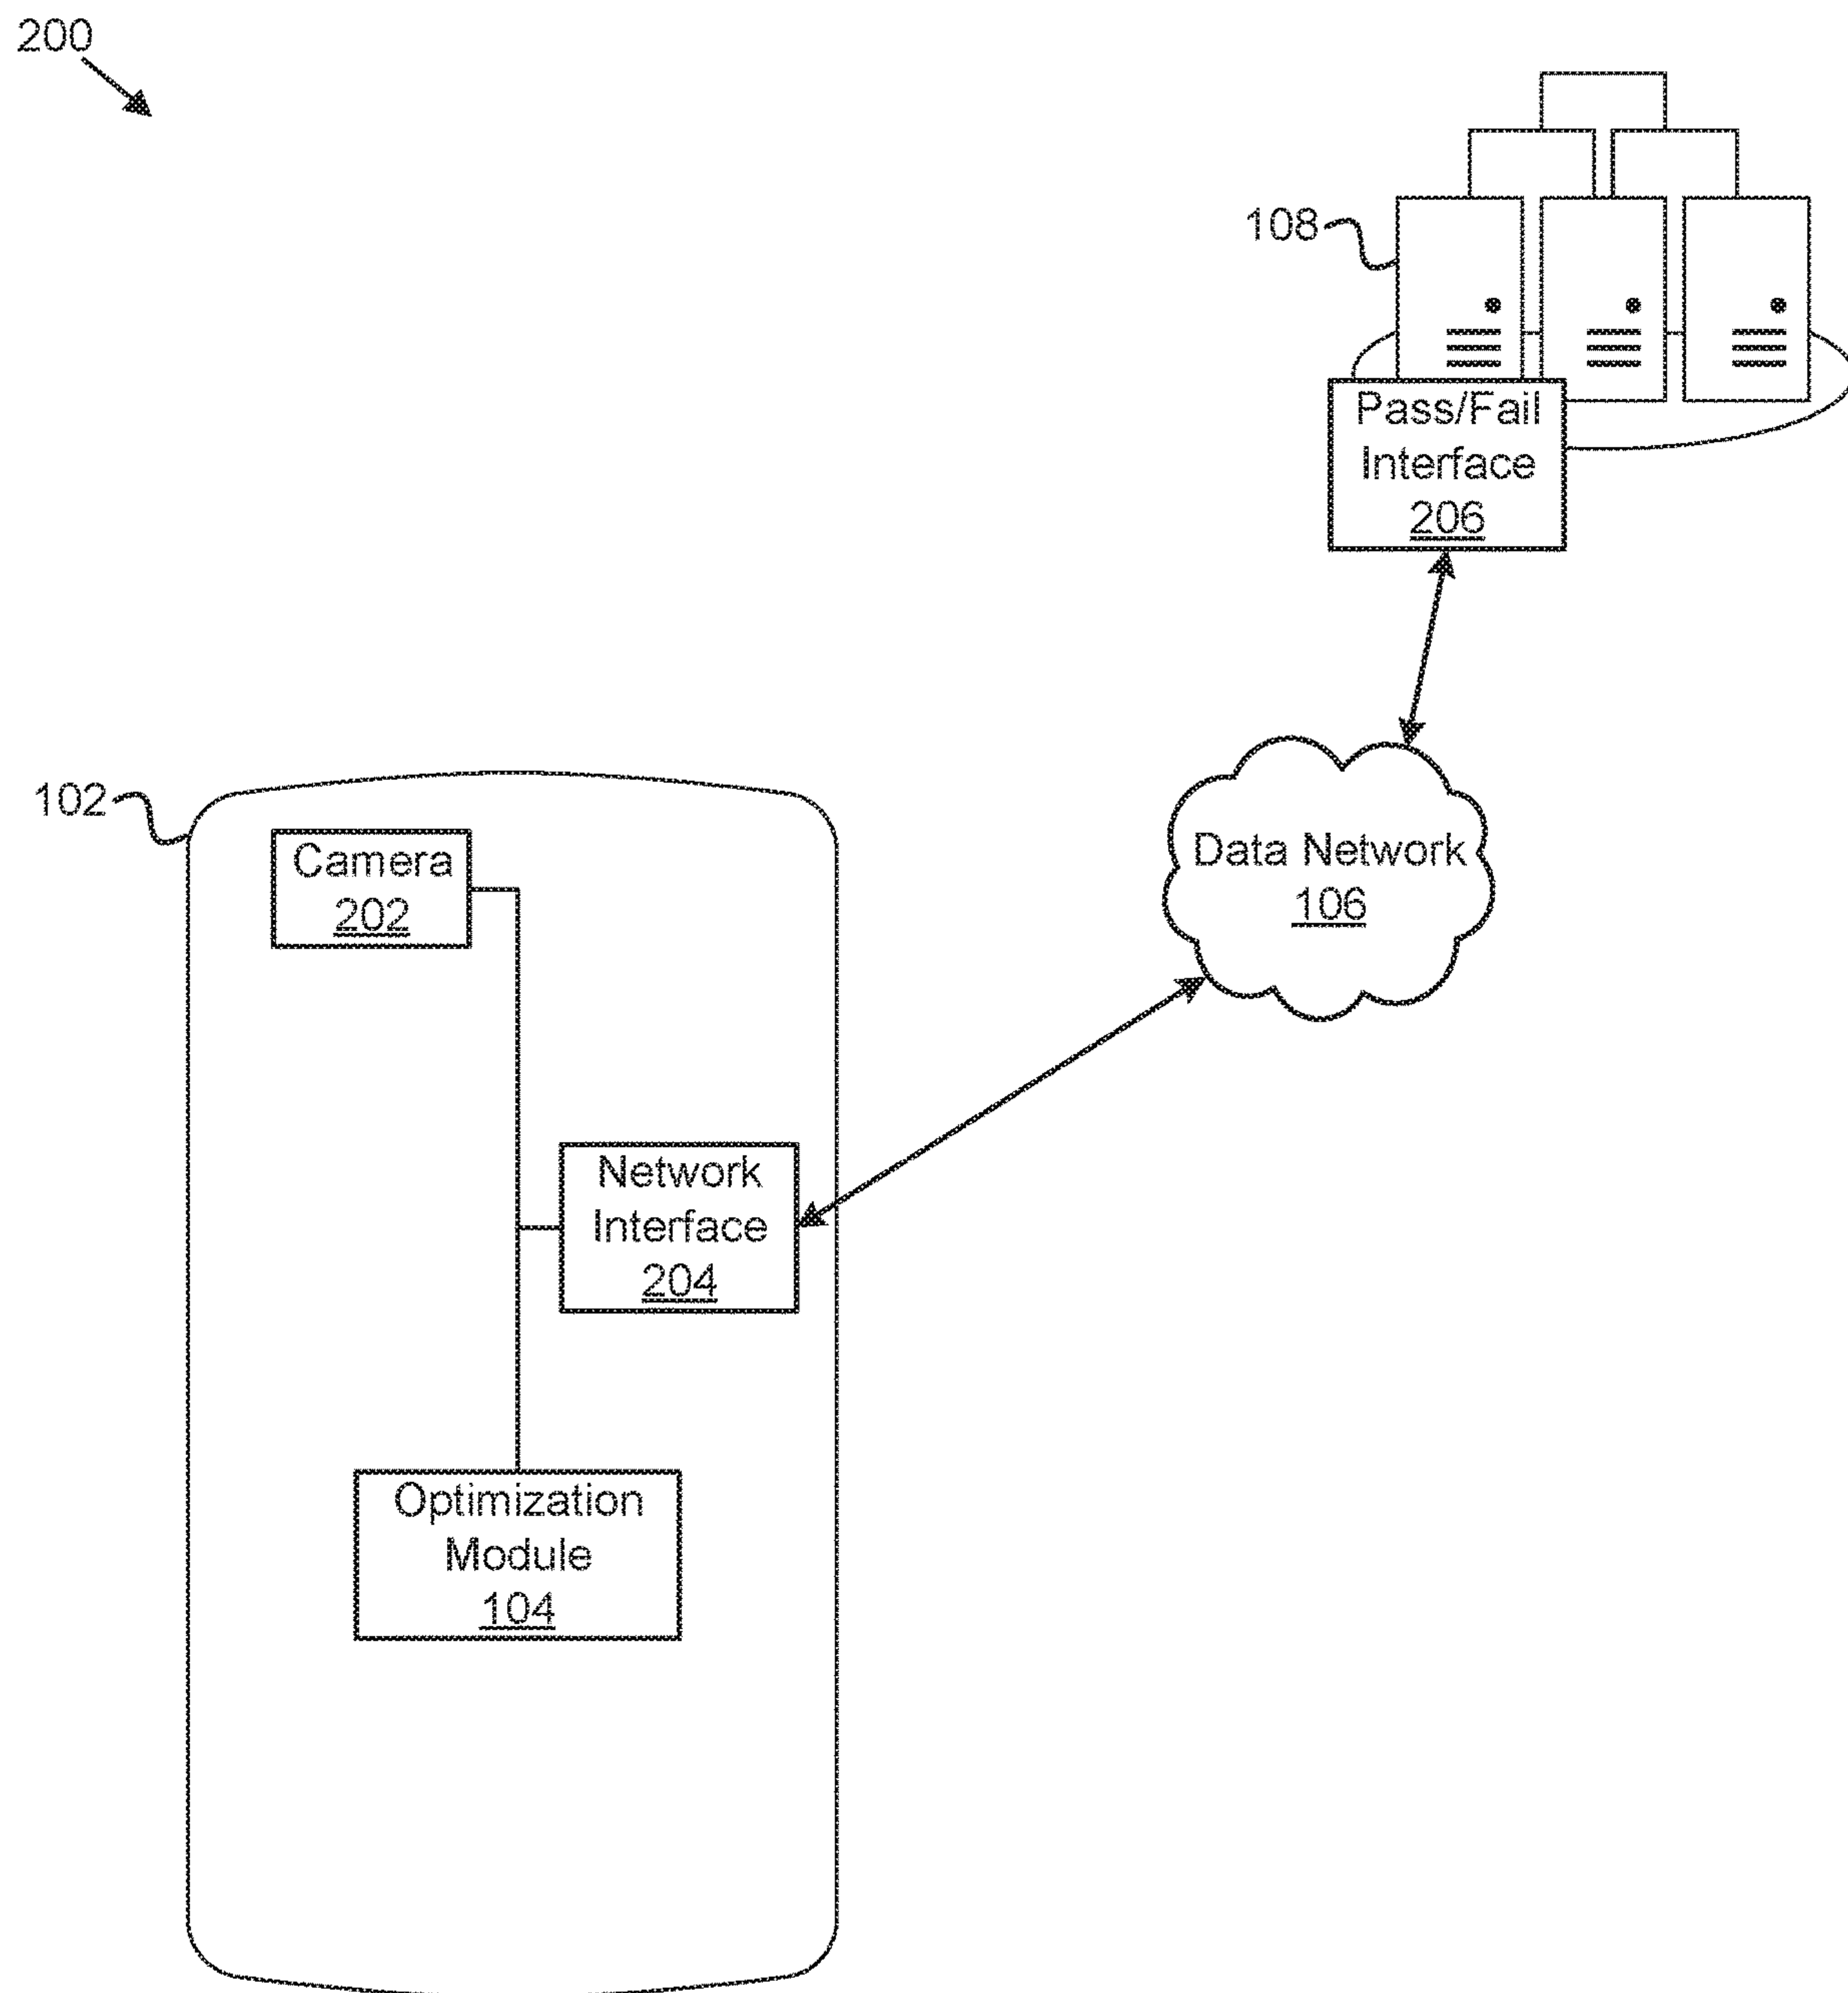 200
108
Pass/Fail
Interface
206
102
Camera
202
Data Network
106
Network
Interface
204
Optimization
Module
104